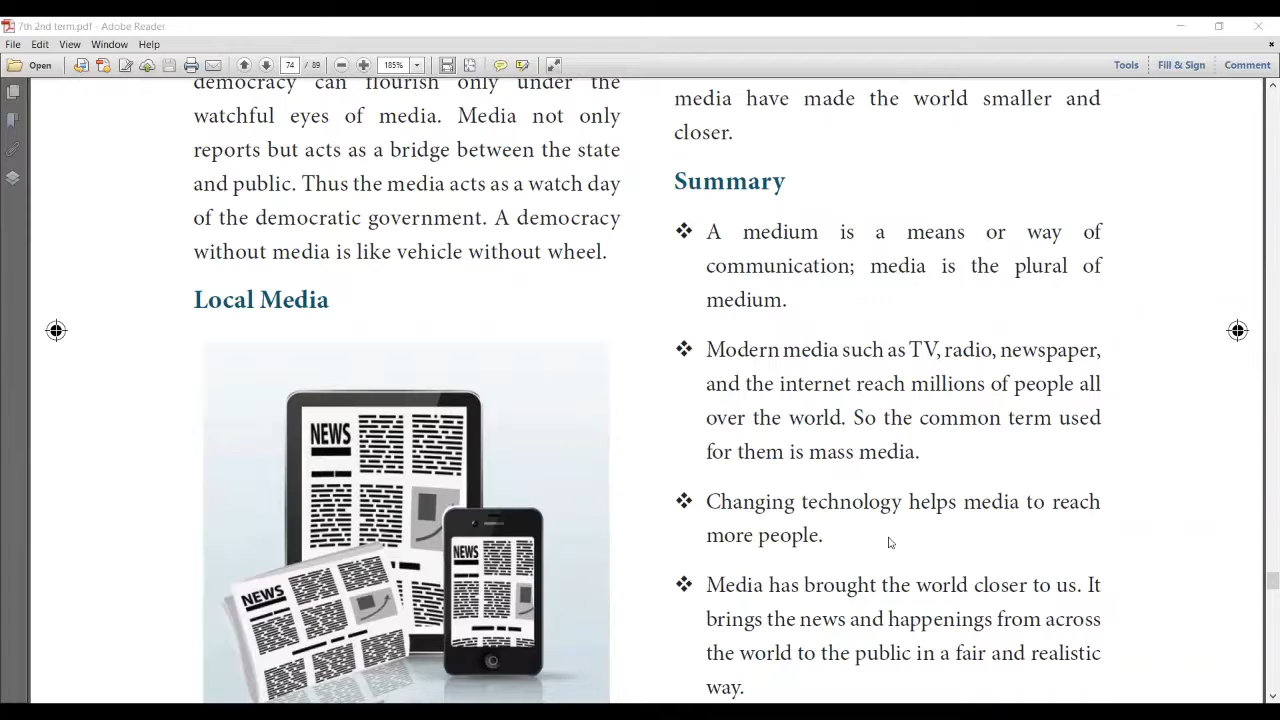 7th 2nd term.pdf - Adobe Reader
File Edit View Window Help
Open 74 / 89 185% Tools Fill & Sign Comment
democracy can flourish only under the
watchful eyes of media. Media not only
reports but acts as a bridge between the state
and public. Thus the media acts as a watch day
of the democratic government. A democracy
without media is like vehicle without wheel.
Local Media
NEWS
NEWS
NEWS
media have made the world smaller and
closer.
Summary
❖ A medium is a means or way of
communication; media is the plural of
medium.
❖ Modern media such as TV, radio, newspaper,
and the internet reach millions of people all
over the world. So the common term used
for them is mass media.
❖ Changing technology helps media to reach
more people.
❖ Media has brought the world closer to us. It
brings the news and happenings from across
the world to the public in a fair and realistic
way.